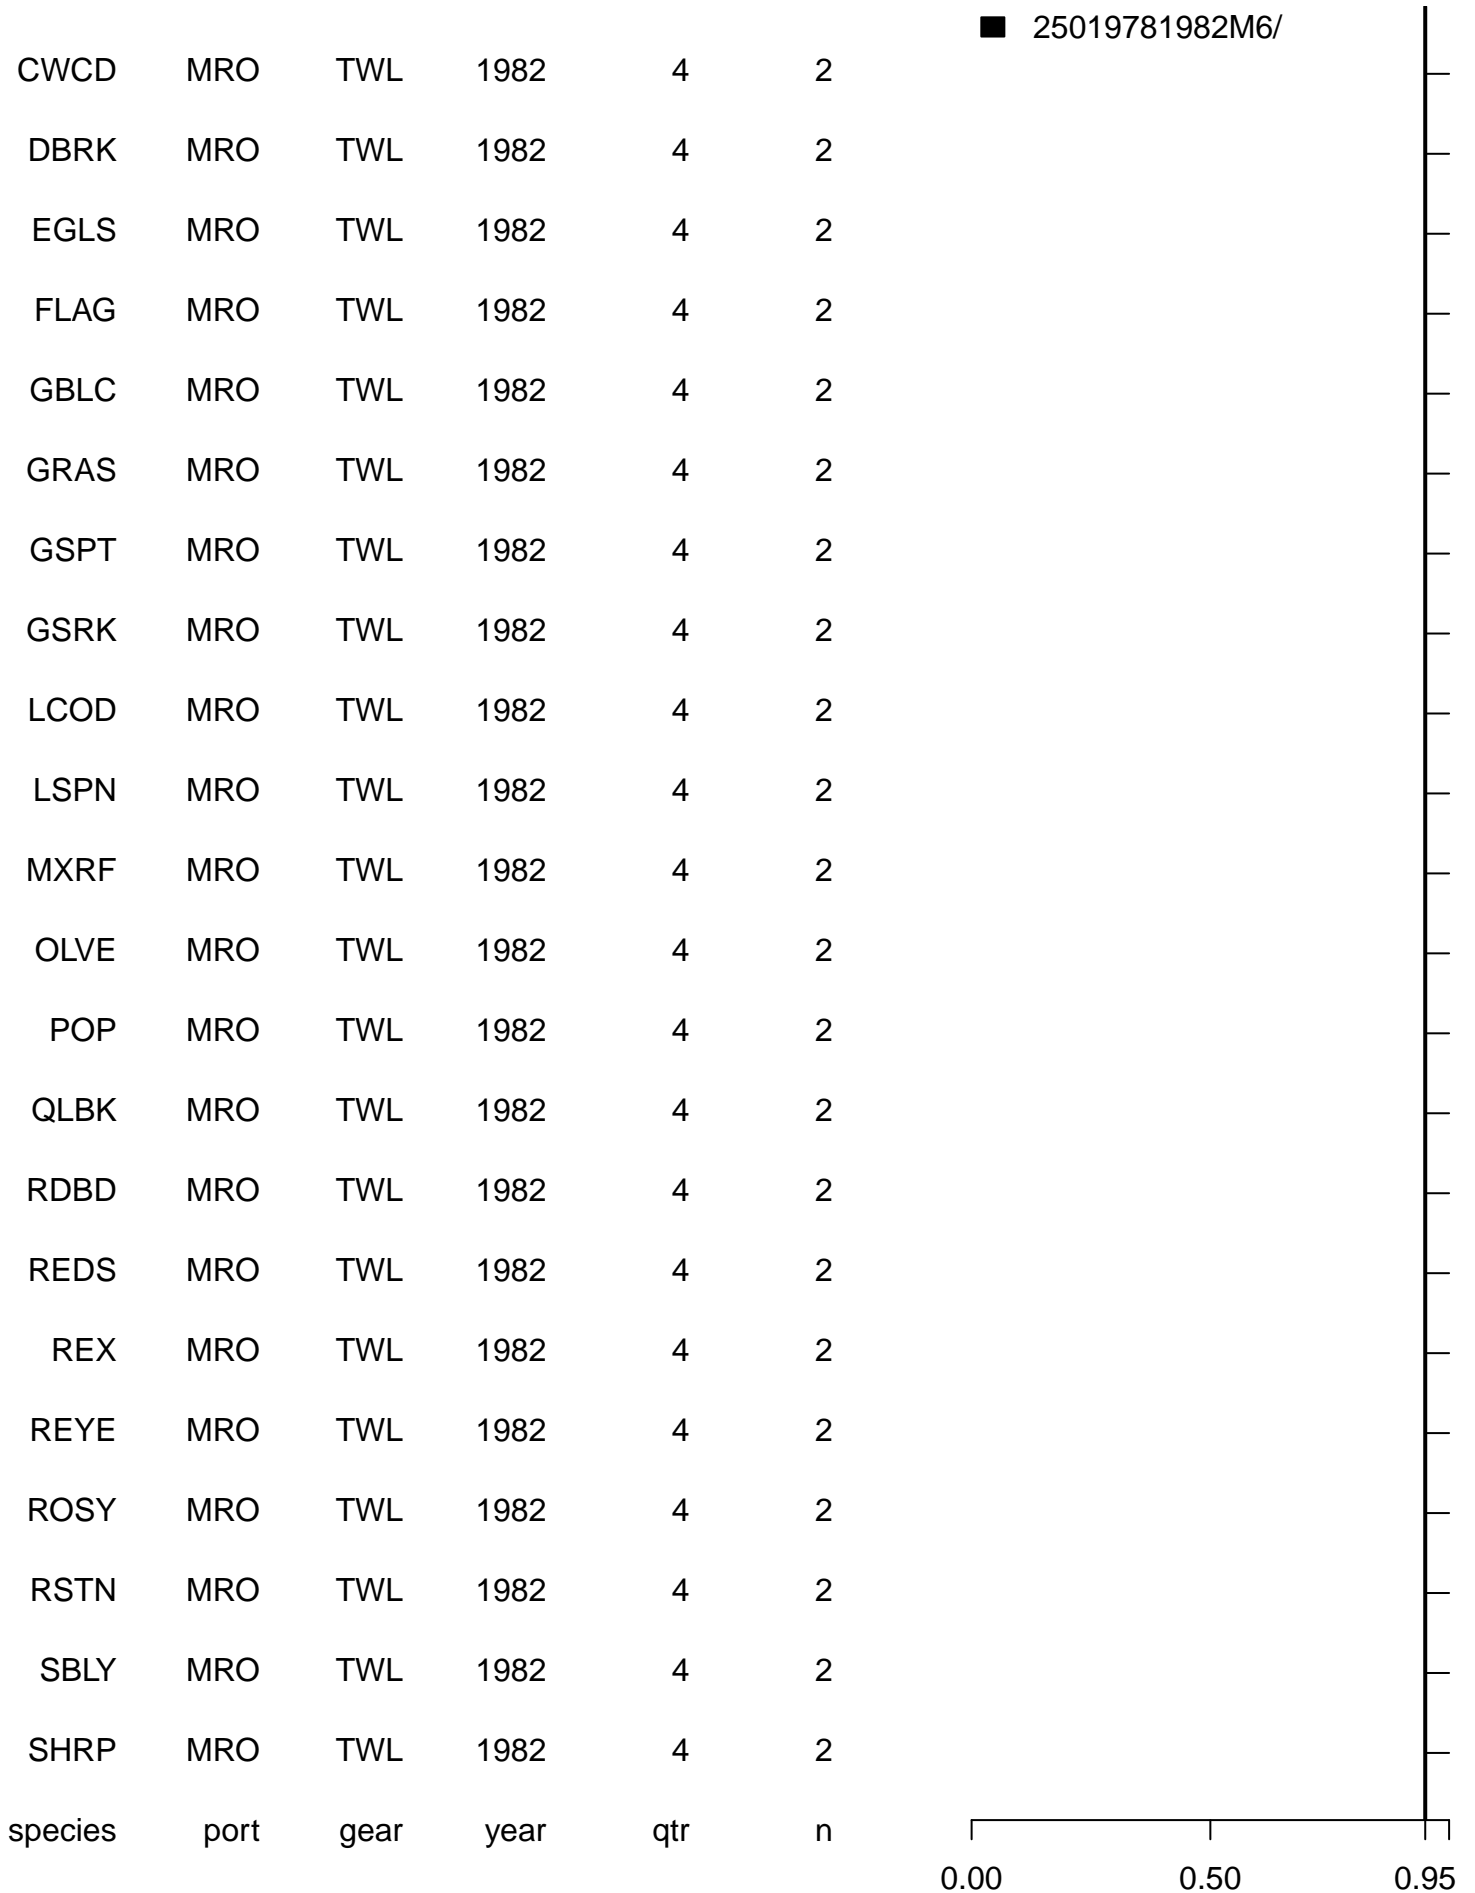 25019781982M6/
CWCD MRO TWL 1982 4 2
DBRK MRO TWL 1982 4 2
EGLS MRO TWL 1982 4 2
FLAG MRO TWL 1982 4 2
GBLC MRO TWL 1982 4 2
GRAS MRO TWL 1982 4 2
GSPT MRO TWL 1982 4 2
GSRK MRO TWL 1982 4 2
LCOD MRO TWL 1982 4 2
LSPN MRO TWL 1982 4 2
MXRF MRO TWL 1982 4 2
OLVE MRO TWL 1982 4 2
POP MRO TWL 1982 4 2
QLBK MRO TWL 1982 4 2
RDBD MRO TWL 1982 4 2
REDS MRO TWL 1982 4 2
REX MRO TWL 1982 4 2
REYE MRO TWL 1982 4 2
ROSY MRO TWL 1982 4 2
RSTN MRO TWL 1982 4 2
SBLY MRO TWL 1982 4 2
SHRP MRO TWL 1982 4 2
species port gear year qtr n
0.00 0.50 0.95